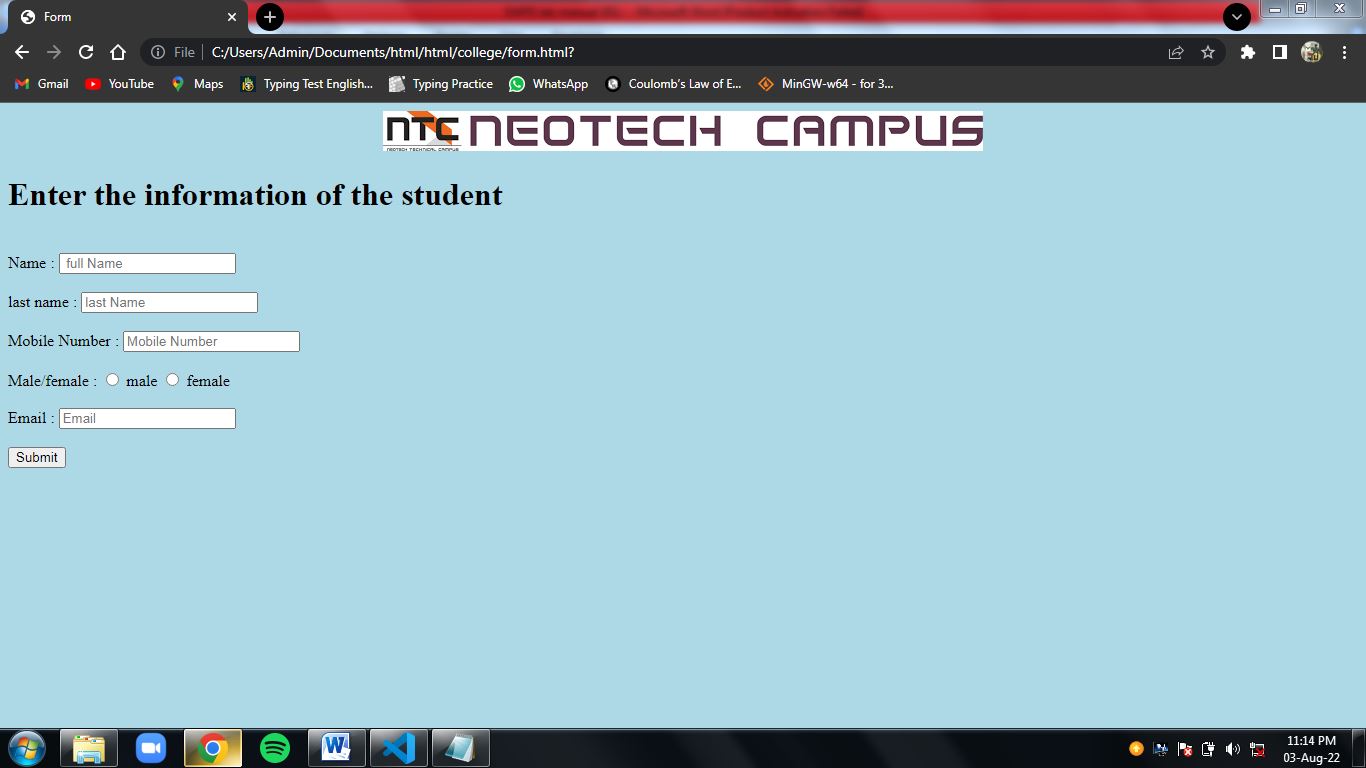 Form
File
C:/Users/Admin/Documents/html/html/college/form.html?
Gmail YouTube Maps Typing Test English... Typing Practice WhatsApp Coulomb's Law of E... MinGW-w64 - for 3...
NTC NEOTECH CAMPUS
NEOTECH TECHNICAL CAMPUS
Enter the information of the student
Name : full Name
last name : last Name
Mobile Number : Mobile Number
Male/female : male female
Email : Email
Submit
11:14 PM
03-Aug-22